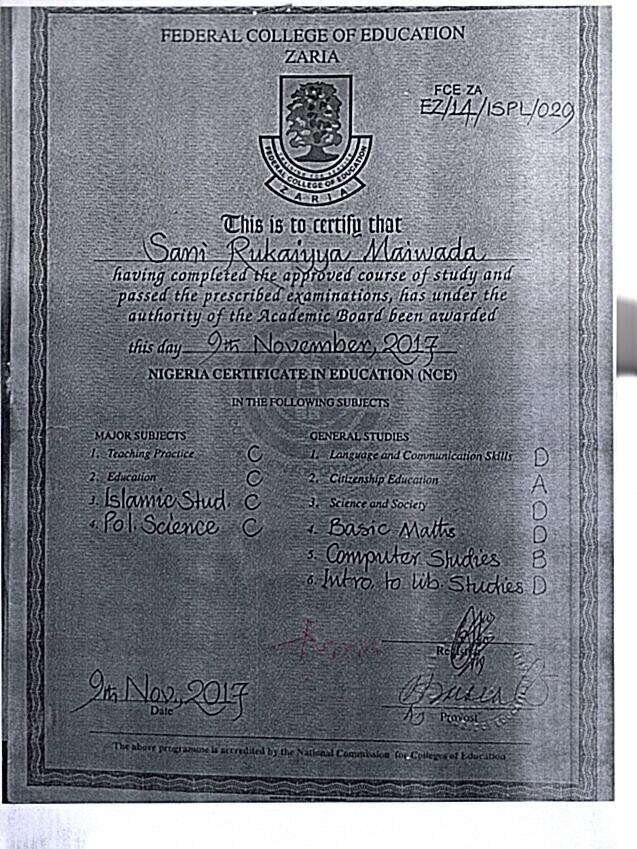 FEDERAL COLLEGE OF EDUCATION
ZARIA
FCE ZA
EZ/14/ISPL/029
FEDERAL COLLEGE OF EDUCATION
ZARIA
This is to certify that
Sani Rukaiyya Maiwada
having completed the approved course of study and
passed the prescribed examinations, has under the
authority of the Academic Board been awarded
this day 9th November, 2017
NIGERIA CERTIFICATE IN EDUCATION (NCE)
IN THE FOLLOWING SUBJECTS
MAJOR SUBJECTS
1. Teaching Practice C
2. Education C
3. Islamic Stud. C
4. Pol. Science C
GENERAL STUDIES
1. Language and Communication Skills D
2. Citizenship Education A
3. Science and Society D
4. Basic Maths D
5. Computer Studies B
6. Intro. to Lib. Studies D
Registrar
9th Nov, 2017
Date
Provost
The above programme is accredited by the National Commission for Colleges of Education